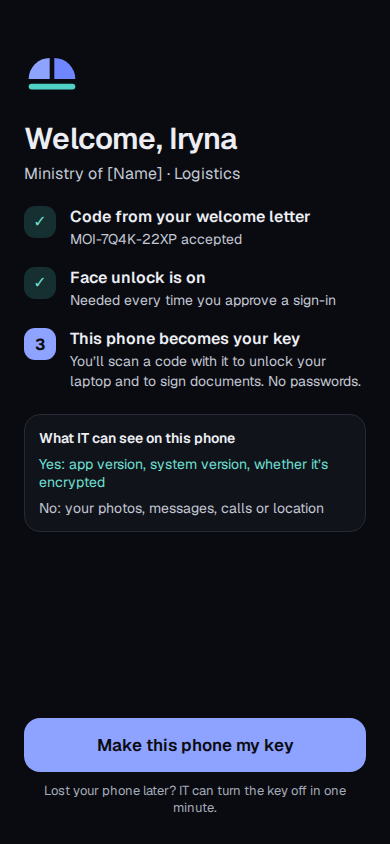 Welcome, Iryna
Ministry of [Name] · Logistics
✓
Code from your welcome letter
MOI-7Q4K-22XP accepted
✓
Face unlock is on
Needed every time you approve a sign-in
3
This phone becomes your key
You’ll scan a code with it to unlock your
laptop and to sign documents. No passwords.
What IT can see on this phone
Yes: app version, system version, whether it’s
encrypted
No: your photos, messages, calls or location
Make this phone my key
Lost your phone later? IT can turn the key off in one
minute.